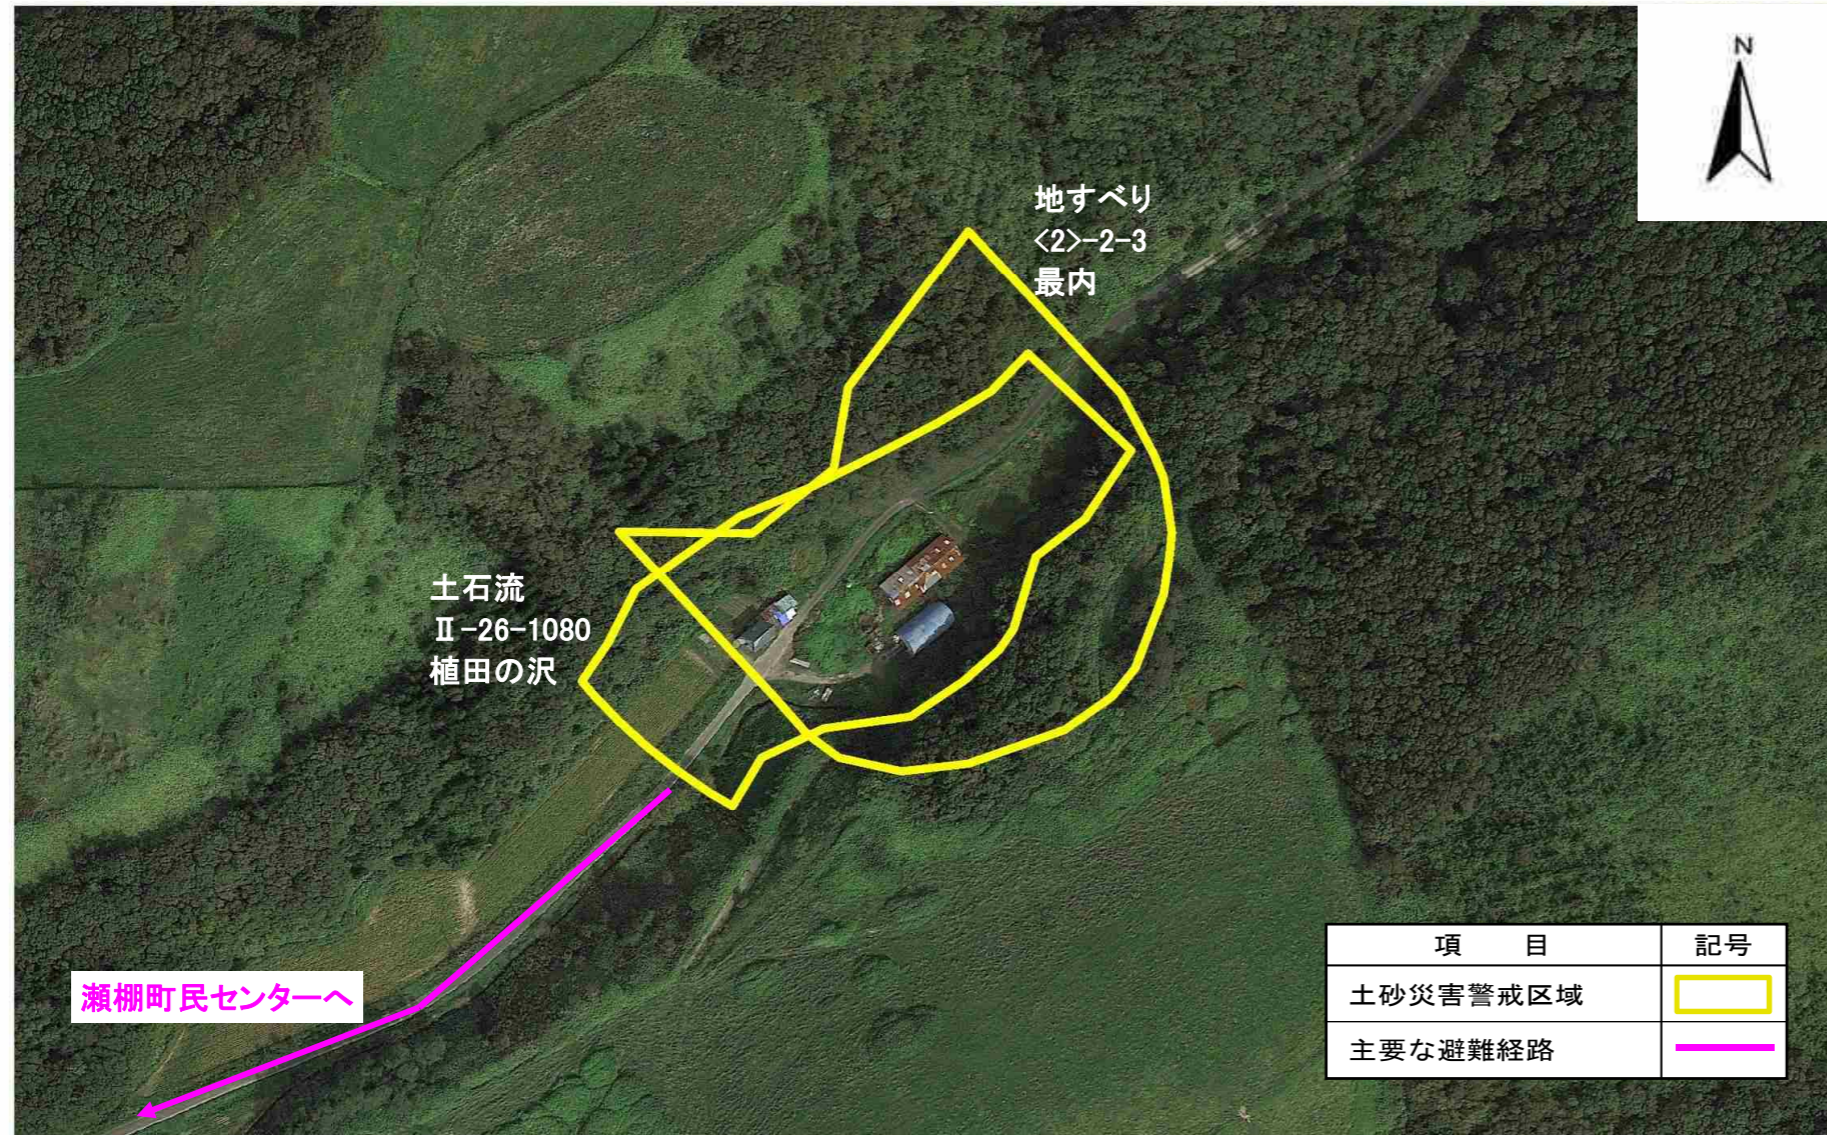 N
地すべり
<2>-2-3
最内
土石流
Ⅱ-26-1080
植田の沢
瀬棚町民センターへ
項　　目 記号
土砂災害警戒区域
主要な避難経路